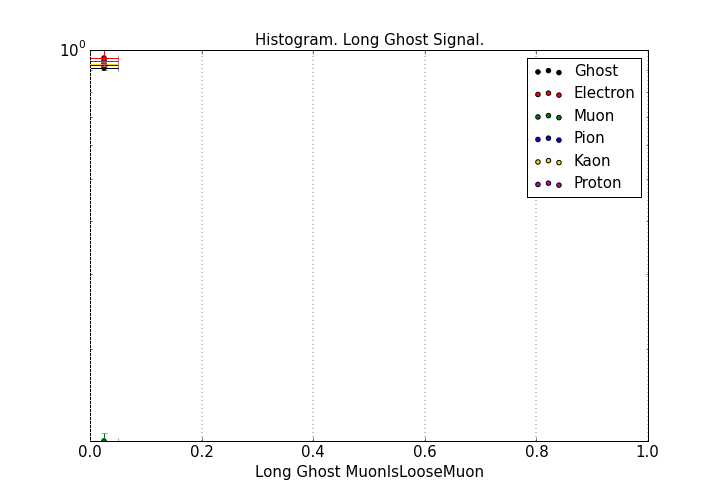 Histogram. Long Ghost Signal.
10^0
Ghost
Electron
Muon
Pion
Kaon
Proton
0.0 0.2 0.4 0.6 0.8 1.0
Long Ghost MuonIsLooseMuon